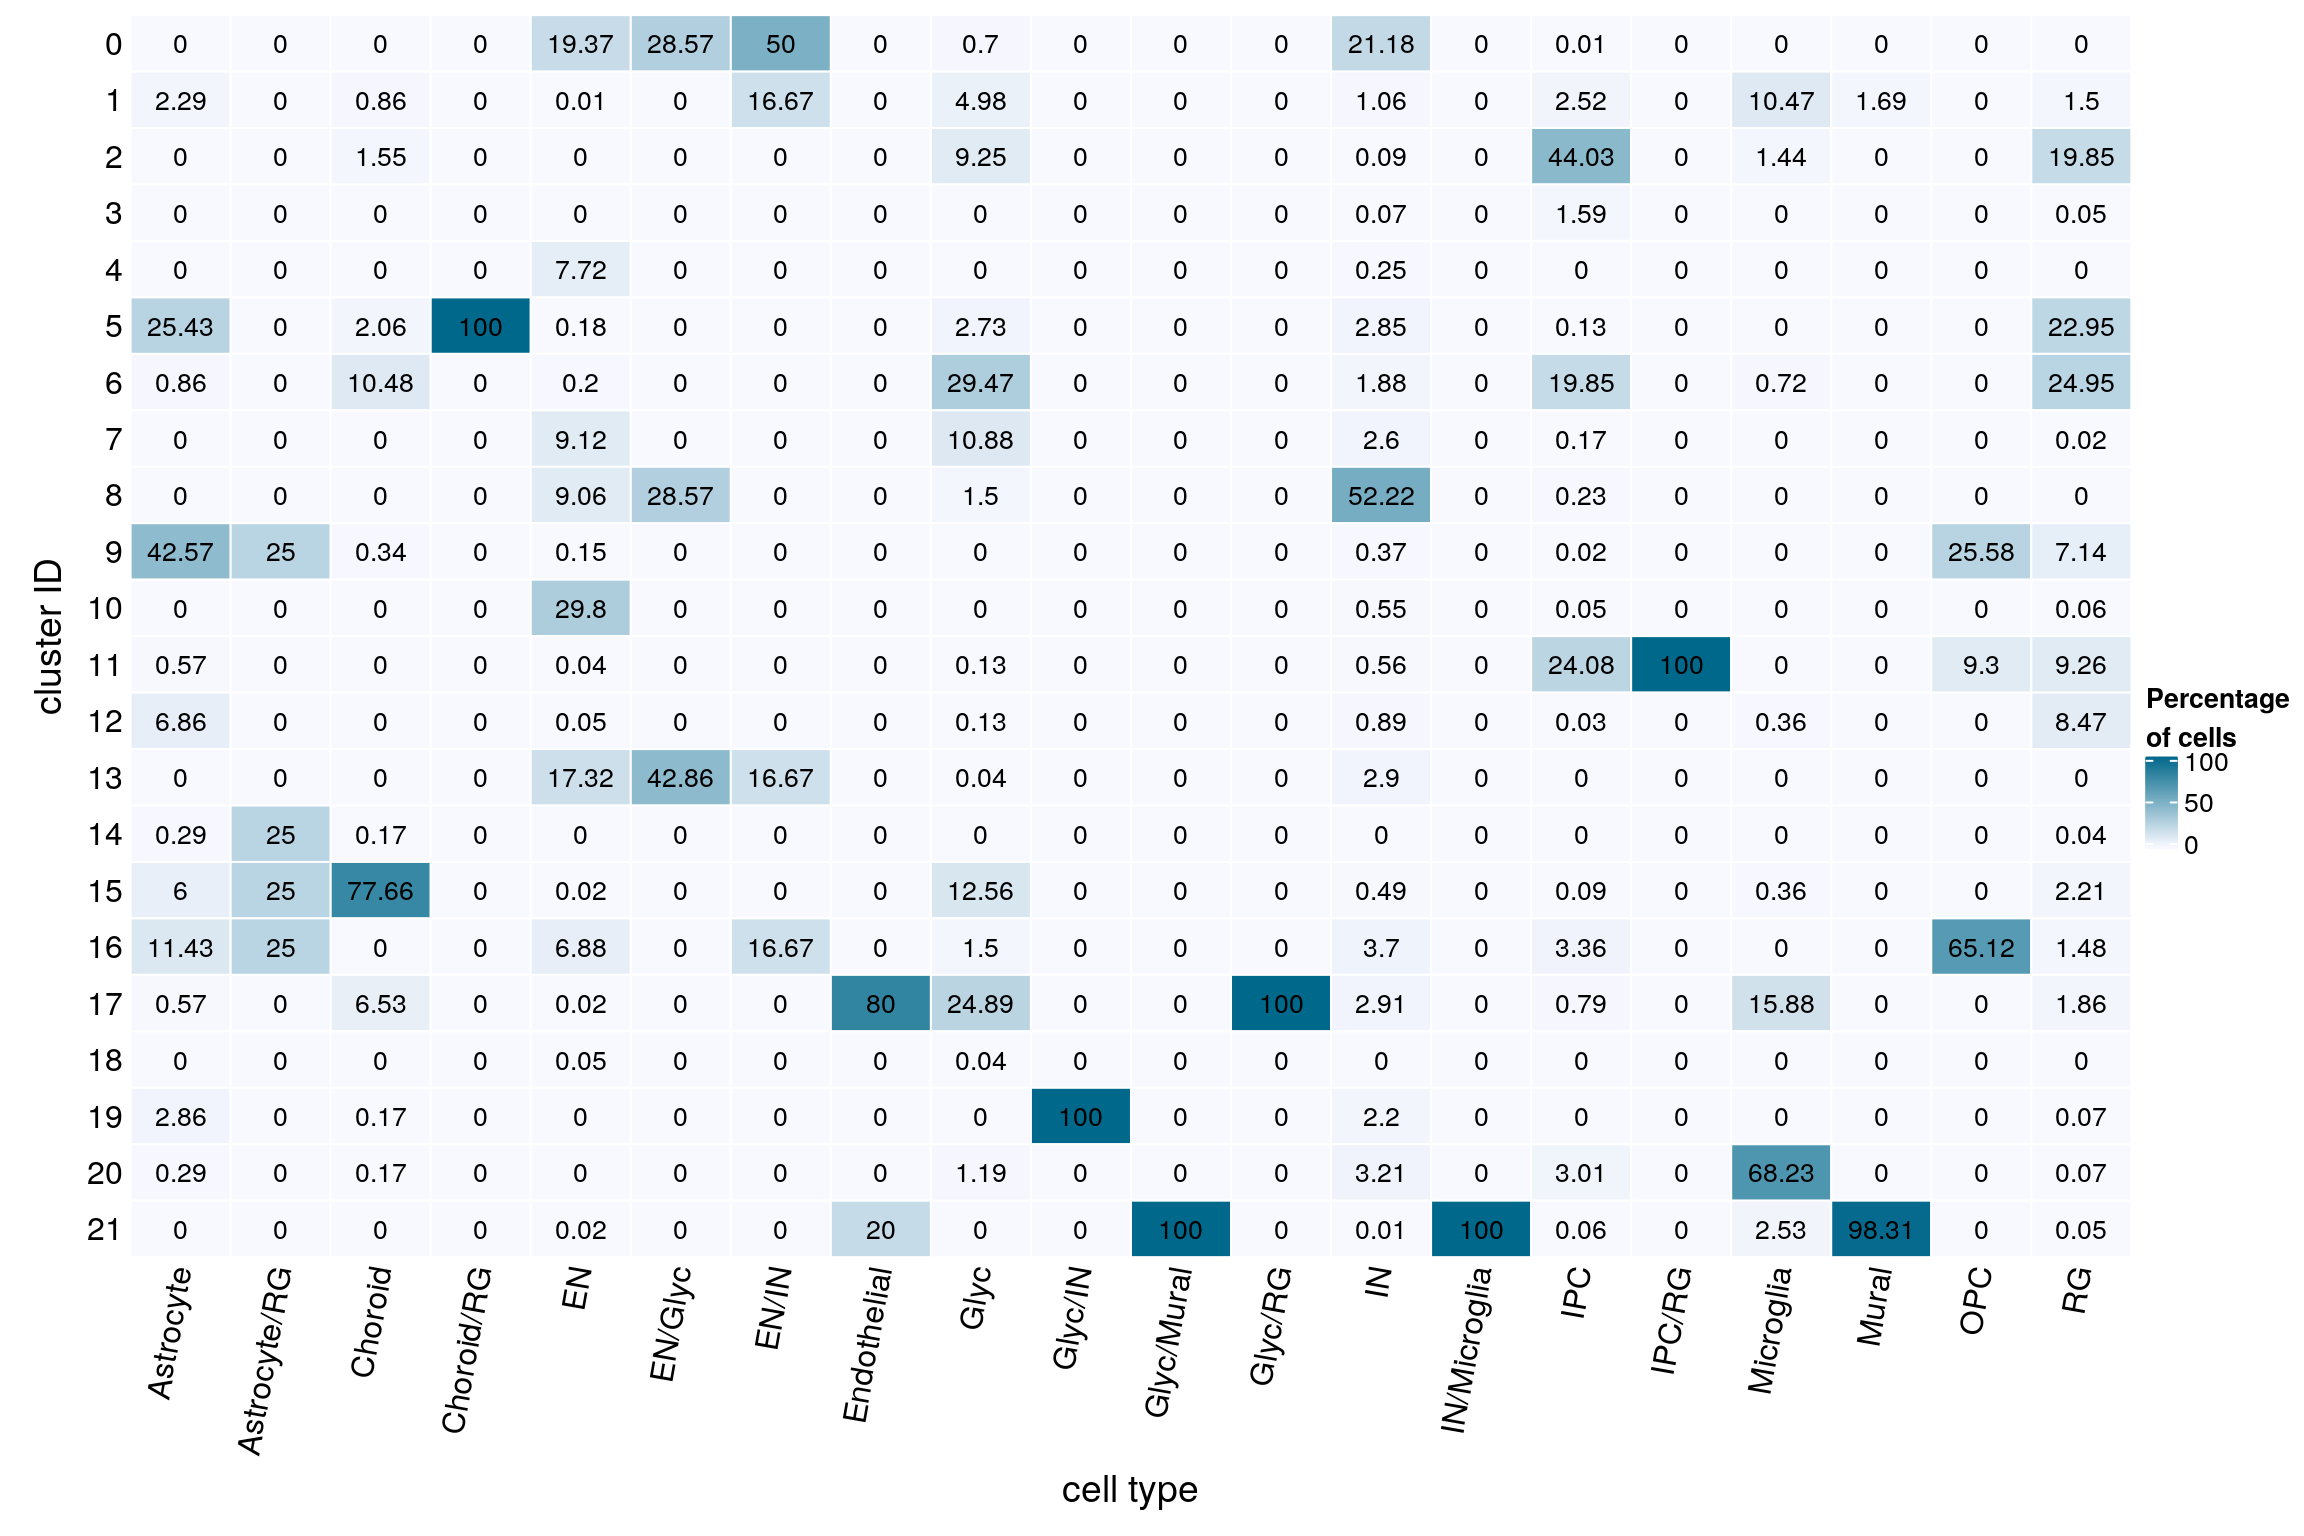 0 0 0 0 0 19.37 28.57 50 0 0.7 0 0 0 21.18 0 0.01 0 0 0 0 0
1 2.29 0 0.86 0 0.01 0 16.67 0 4.98 0 0 0 1.06 0 2.52 0 10.47 1.69 0 1.5
2 0 0 1.55 0 0 0 0 0 9.25 0 0 0 0.09 0 44.03 0 1.44 0 0 19.85
3 0 0 0 0 0 0 0 0 0 0 0 0 0.07 0 1.59 0 0 0 0 0.05
4 0 0 0 0 7.72 0 0 0 0 0 0 0 0.25 0 0 0 0 0 0 0
5 25.43 0 2.06 100 0.18 0 0 0 2.73 0 0 0 2.85 0 0.13 0 0 0 0 22.95
6 0.86 0 10.48 0 0.2 0 0 0 29.47 0 0 0 1.88 0 19.85 0 0.72 0 0 24.95
7 0 0 0 0 9.12 0 0 0 10.88 0 0 0 2.6 0 0.17 0 0 0 0 0.02
8 0 0 0 0 9.06 28.57 0 0 1.5 0 0 0 52.22 0 0.23 0 0 0 0 0
9 42.57 25 0.34 0 0.15 0 0 0 0 0 0 0 0.37 0 0.02 0 0 0 25.58 7.14
10 0 0 0 0 29.8 0 0 0 0 0 0 0 0.55 0 0.05 0 0 0 0 0.06
11 0.57 0 0 0 0.04 0 0 0 0.13 0 0 0 0.56 0 24.08 100 0 0 9.3 9.26
12 6.86 0 0 0 0.05 0 0 0 0.13 0 0 0 0.89 0 0.03 0 0.36 0 0 8.47
13 0 0 0 0 17.32 42.86 16.67 0 0.04 0 0 0 2.9 0 0 0 0 0 0 0
14 0.29 25 0.17 0 0 0 0 0 0 0 0 0 0 0 0 0 0 0 0 0.04
15 6 25 77.66 0 0.02 0 0 0 12.56 0 0 0 0.49 0 0.09 0 0.36 0 0 2.21
16 11.43 25 0 0 6.88 0 16.67 0 1.5 0 0 0 3.7 0 3.36 0 0 0 65.12 1.48
17 0.57 0 6.53 0 0.02 0 0 80 24.89 0 0 100 2.91 0 0.79 0 15.88 0 0 1.86
18 0 0 0 0 0.05 0 0 0 0.04 0 0 0 0 0 0 0 0 0 0 0
19 2.86 0 0.17 0 0 0 0 0 0 100 0 0 2.2 0 0 0 0 0 0 0.07
20 0.29 0 0.17 0 0 0 0 0 1.19 0 0 0 3.21 0 3.01 0 68.23 0 0 0.07
21 0 0 0 0 0.02 0 0 20 0 0 100 0 0.01 100 0.06 0 2.53 98.31 0 0.05
Astrocyte Astrocyte/RG Choroid Choroid/RG EN EN/Glyc EN/IN Endothelial Glyc Glyc/IN Glyc/Mural Glyc/RG IN IN/Microglia IPC IPC/RG Microglia Mural OPC RG
cell type
cluster ID
Percentage
of cells
100
50
0